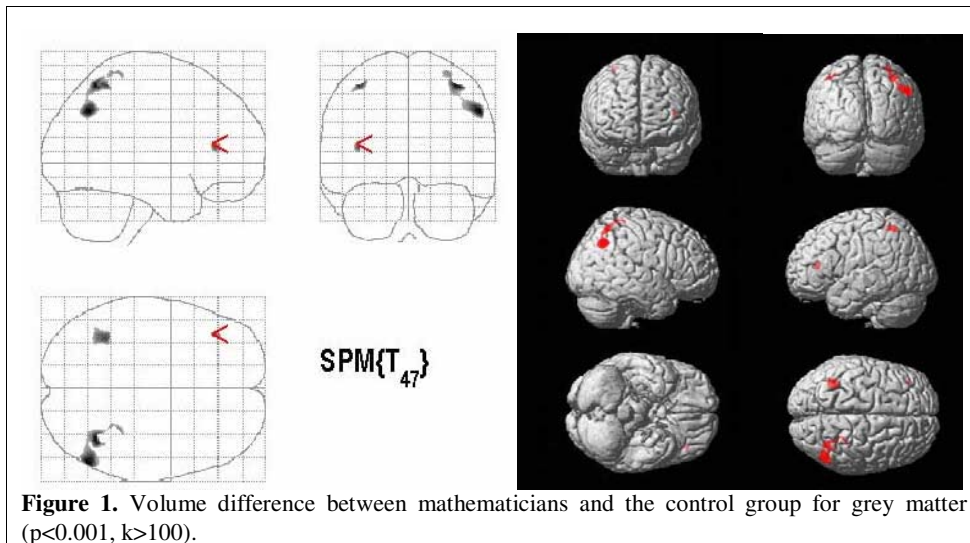 SPM{T47}
Figure 1. Volume difference between mathematicians and the control group for grey matter
(p<0.001, k>100).